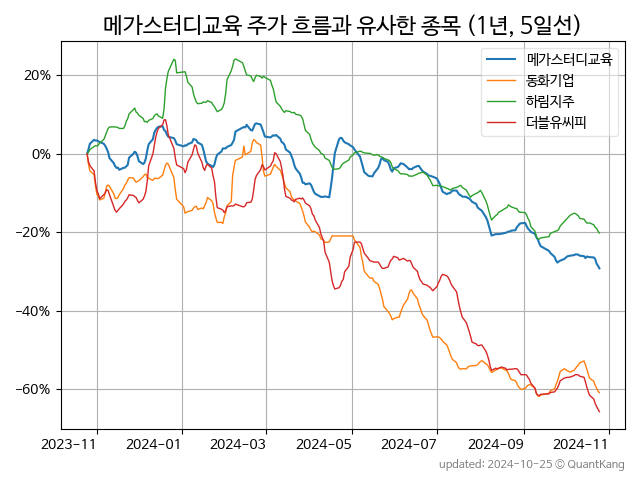 메가스터디교육 주가 흐름과 유사한 종목 (1년, 5일선)
메가스터디교육
동화기업
하림지주
더블유씨피
20%
0%
−20%
−40%
−60%
2023-11
2024-01
2024-03
2024-05
2024-07
2024-09
2024-11
updated: 2024-10-25 © QuantKang